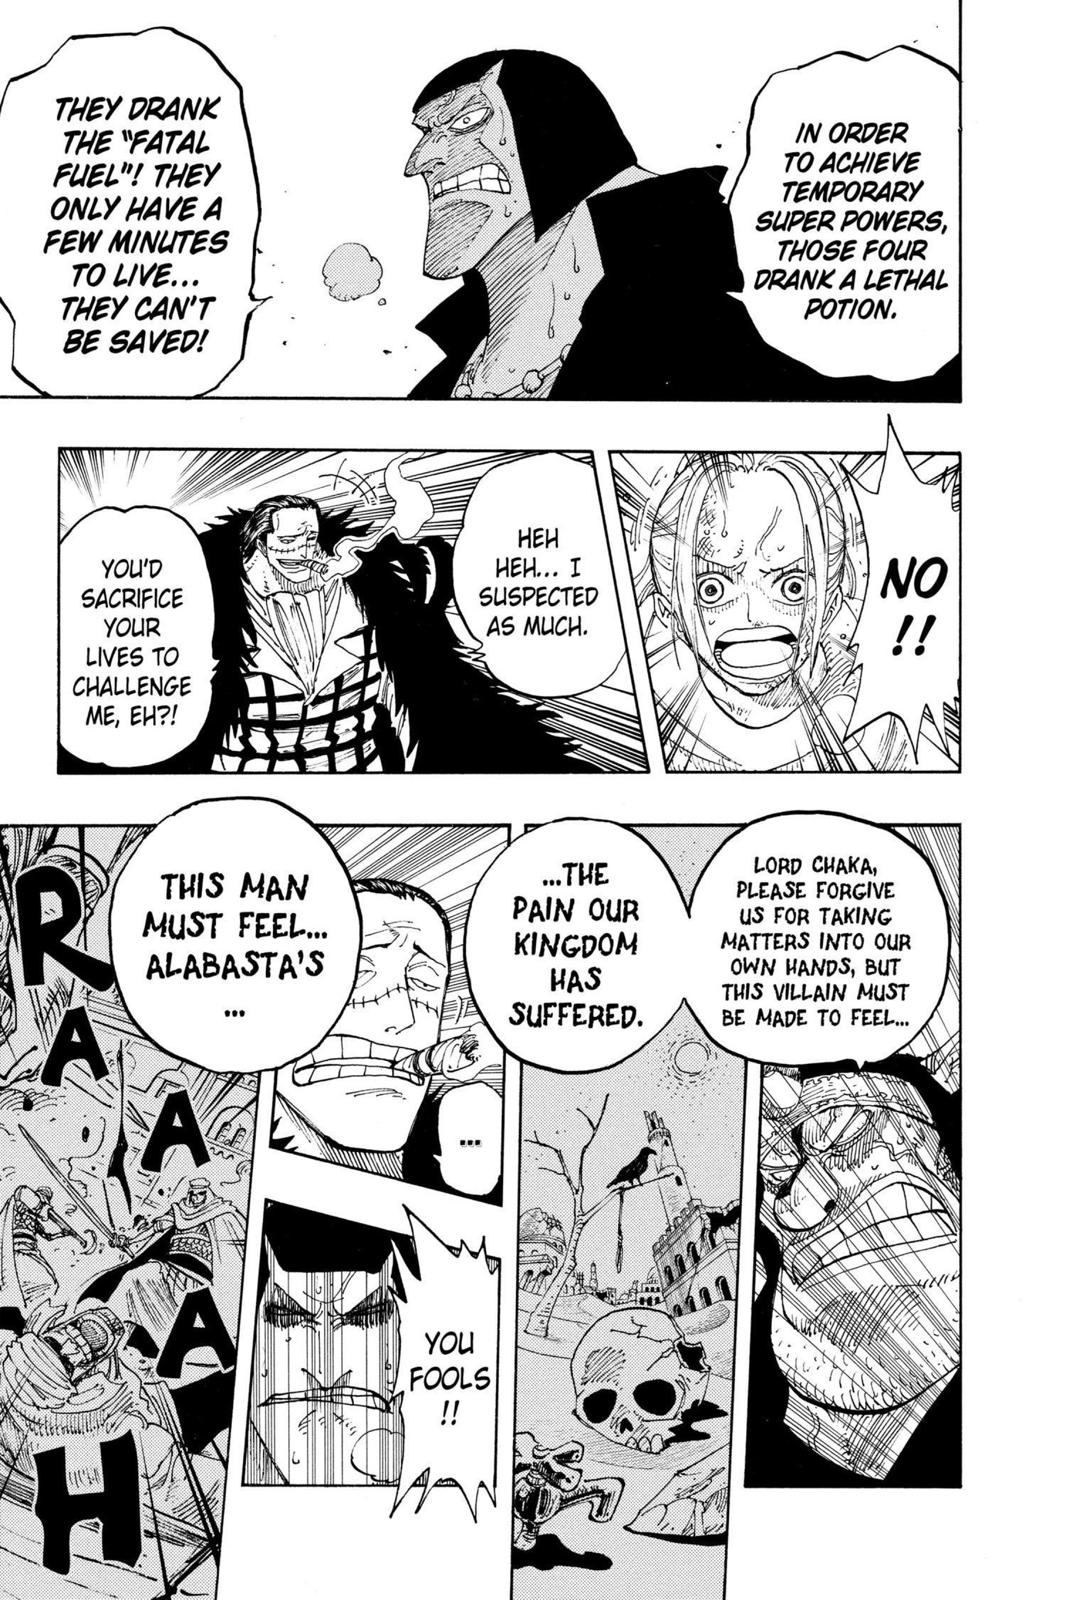 IN ORDER
TO ACHIEVE
TEMPORARY
SUPER POWERS,
THOSE FOUR
DRANK A LETHAL
POTION.
THEY DRANK
THE "FATAL
FUEL"! THEY
ONLY HAVE A
FEW MINUTES
TO LIVE...
THEY CAN'T
BE SAVED!
NO
!!
HEH
HEH... I
SUSPECTED
AS MUCH.
YOU'D
SACRIFICE
YOUR
LIVES TO
CHALLENGE
ME, EH?!
LORD CHAKA,
PLEASE FORGIVE
US FOR TAKING
MATTERS INTO OUR
OWN HANDS, BUT
THIS VILLAIN MUST
BE MADE TO FEEL...
...THE
PAIN OUR
KINGDOM
HAS
SUFFERED.
THIS MAN
MUST FEEL...
ALABASTA'S
...
...
YOU
FOOLS
!!
RAAAAH